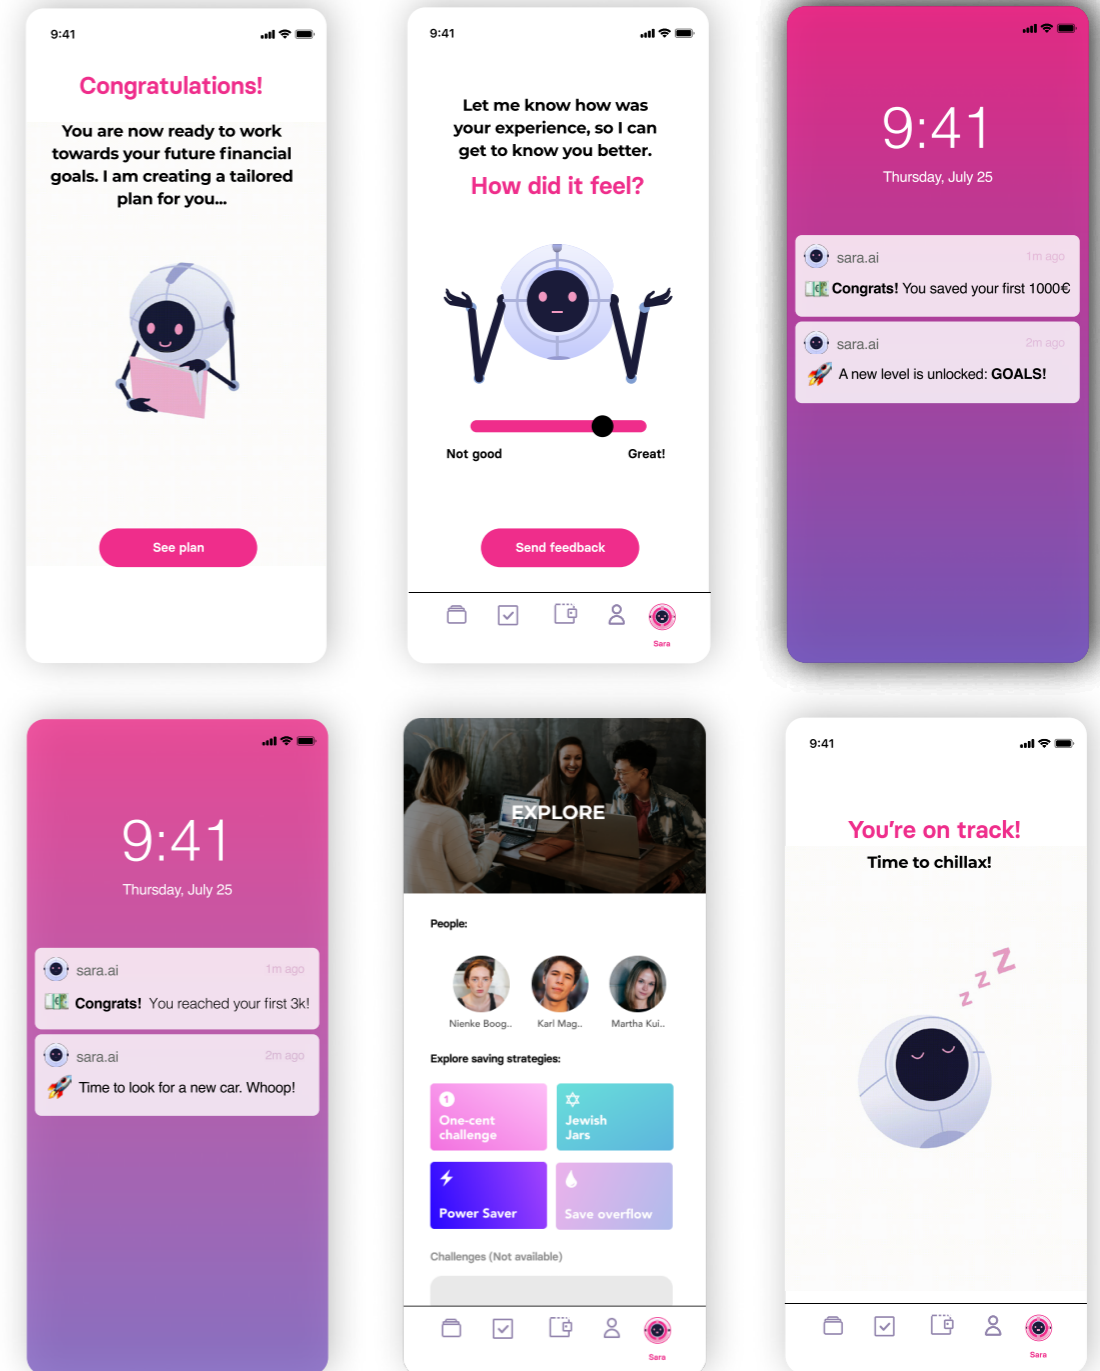 9:41
Congratulations!
You are now ready to work
towards your future financial
goals. I am creating a tailored
plan for you...
See plan
9:41
Let me know how was
your experience, so I can
get to know you better.
How did it feel?
Not good
Great!
Send feedback
Sara
9:41
Thursday, July 25
sara.ai
1m ago
Congrats! You saved your first 1000€
sara.ai
2m ago
A new level is unlocked: GOALS!
9:41
Thursday, July 25
sara.ai
1m ago
Congrats! You reached your first 3k!
sara.ai
2m ago
Time to look for a new car. Whoop!
EXPLORE
People:
Nienke Boog..
Karl Mag..
Martha Kui..
Explore saving strategies:
1
One-cent
challenge
Jewish
Jars
Power Saver
Save overflow
Challenges (Not available)
Sara
9:41
You're on track!
Time to chillax!
z z Z
Sara